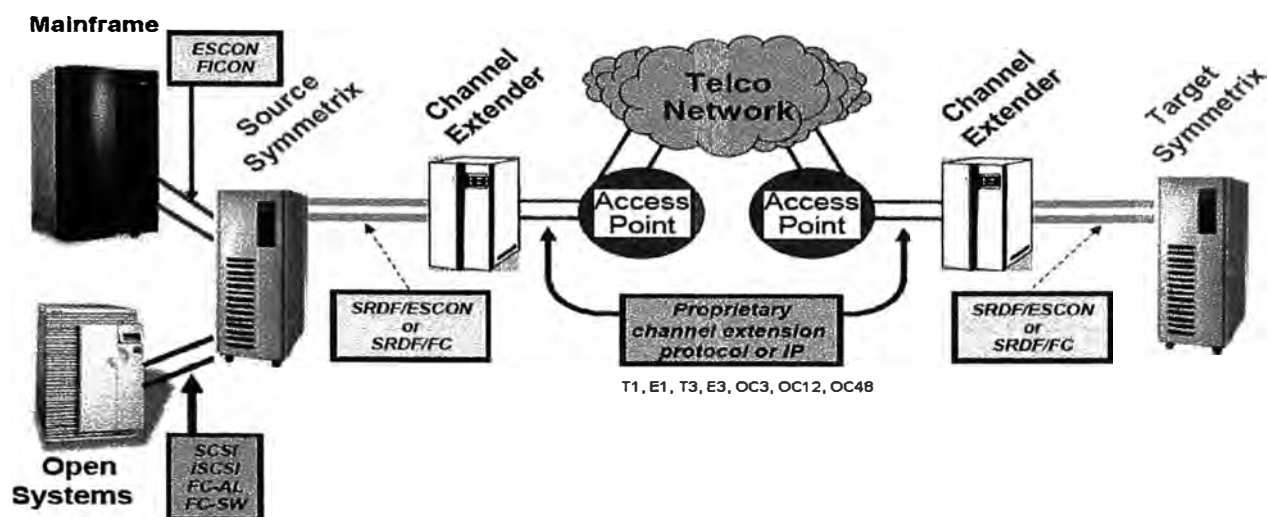 Mainframe
ESCON
FICON
Source
Symmetrix
Channel
Extender
Telco
Network
Channel
Extender
Target
Symmetrix
Access
Point
Access
Point
SRDF/ESCON
or
SRDF/FC
Proprietary
channel extension
protocol or IP
SRDF/ESCON
or
SRDF/FC
T1, E1, T3, E3, OC3, OC12, OC48
SCSI
iSCSI
FC-AL
FC-SW
Open
Systems